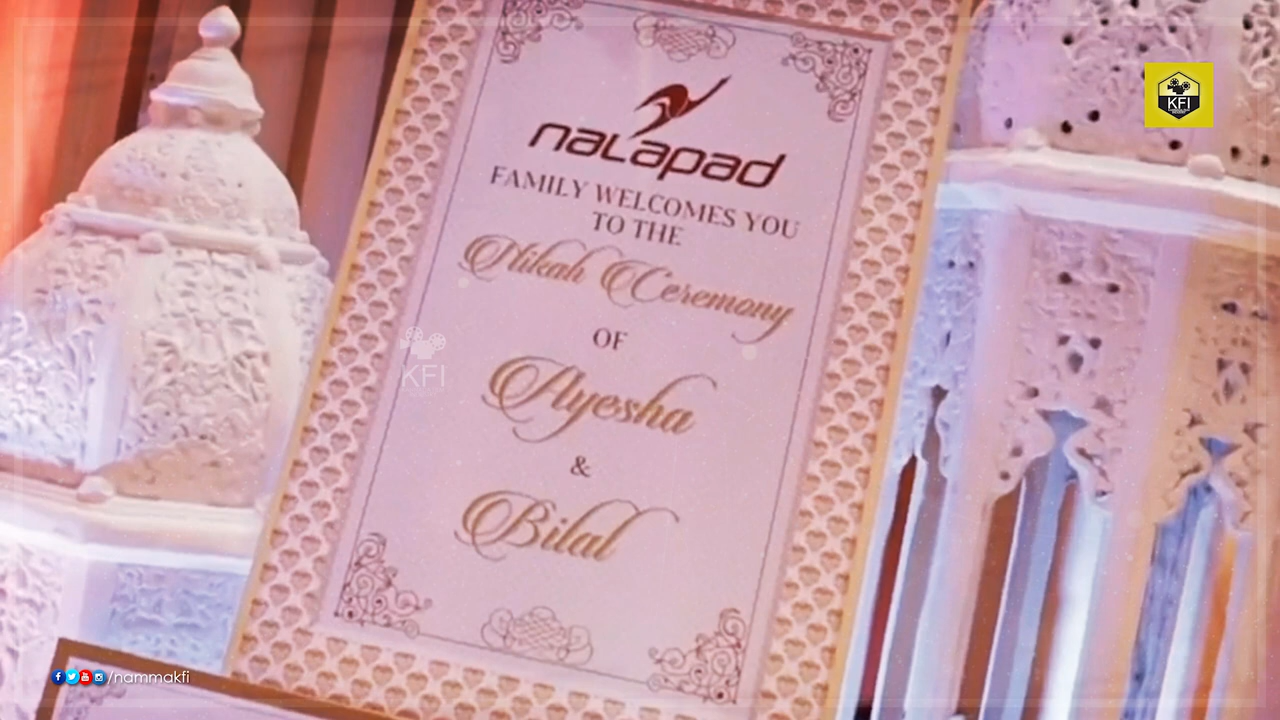 KFI
nalapad
FAMILY WELCOMES YOU
TO THE
Nikah Ceremony
OF
Ayesha
KFI
&
Bilal
/nammakfi